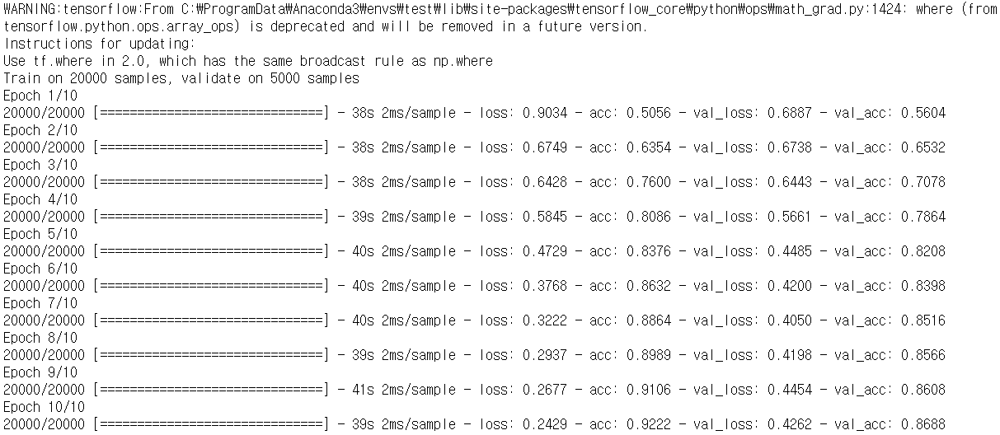 WARNING:tensorflow:From C:₩ProgramData₩Anaconda3₩envs₩test₩lib₩site-packages₩tensorflow_core₩python₩ops₩math_grad.py:1424: where (from
tensorflow.python.ops.array_ops) is deprecated and will be removed in a future version.
Instructions for updating:
Use tf.where in 2.0, which has the same broadcast rule as np.where
Train on 20000 samples, validate on 5000 samples
Epoch 1/10
20000/20000 [==============================] - 38s 2ms/sample - loss: 0.9034 - acc: 0.5056 - val_loss: 0.6887 - val_acc: 0.5604
Epoch 2/10
20000/20000 [==============================] - 38s 2ms/sample - loss: 0.6749 - acc: 0.6354 - val_loss: 0.6738 - val_acc: 0.6532
Epoch 3/10
20000/20000 [==============================] - 38s 2ms/sample - loss: 0.6428 - acc: 0.7600 - val_loss: 0.6443 - val_acc: 0.7078
Epoch 4/10
20000/20000 [==============================] - 39s 2ms/sample - loss: 0.5845 - acc: 0.8086 - val_loss: 0.5661 - val_acc: 0.7864
Epoch 5/10
20000/20000 [==============================] - 40s 2ms/sample - loss: 0.4729 - acc: 0.8376 - val_loss: 0.4485 - val_acc: 0.8208
Epoch 6/10
20000/20000 [==============================] - 40s 2ms/sample - loss: 0.3768 - acc: 0.8632 - val_loss: 0.4200 - val_acc: 0.8398
Epoch 7/10
20000/20000 [==============================] - 40s 2ms/sample - loss: 0.3222 - acc: 0.8864 - val_loss: 0.4050 - val_acc: 0.8516
Epoch 8/10
20000/20000 [==============================] - 39s 2ms/sample - loss: 0.2937 - acc: 0.8989 - val_loss: 0.4198 - val_acc: 0.8566
Epoch 9/10
20000/20000 [==============================] - 41s 2ms/sample - loss: 0.2677 - acc: 0.9106 - val_loss: 0.4454 - val_acc: 0.8608
Epoch 10/10
20000/20000 [==============================] - 39s 2ms/sample - loss: 0.2429 - acc: 0.9222 - val_loss: 0.4262 - val_acc: 0.8688